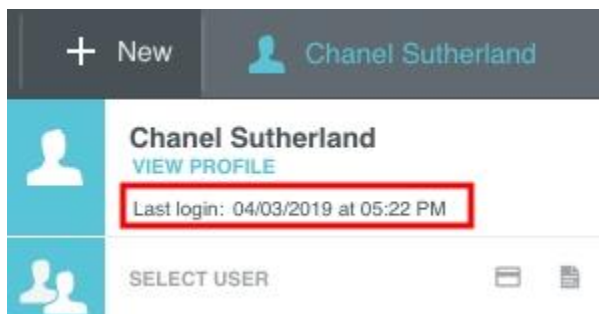 + New Chanel Sutherland
Chanel Sutherland
VIEW PROFILE
Last login: 04/03/2019 at 05:22 PM
SELECT USER